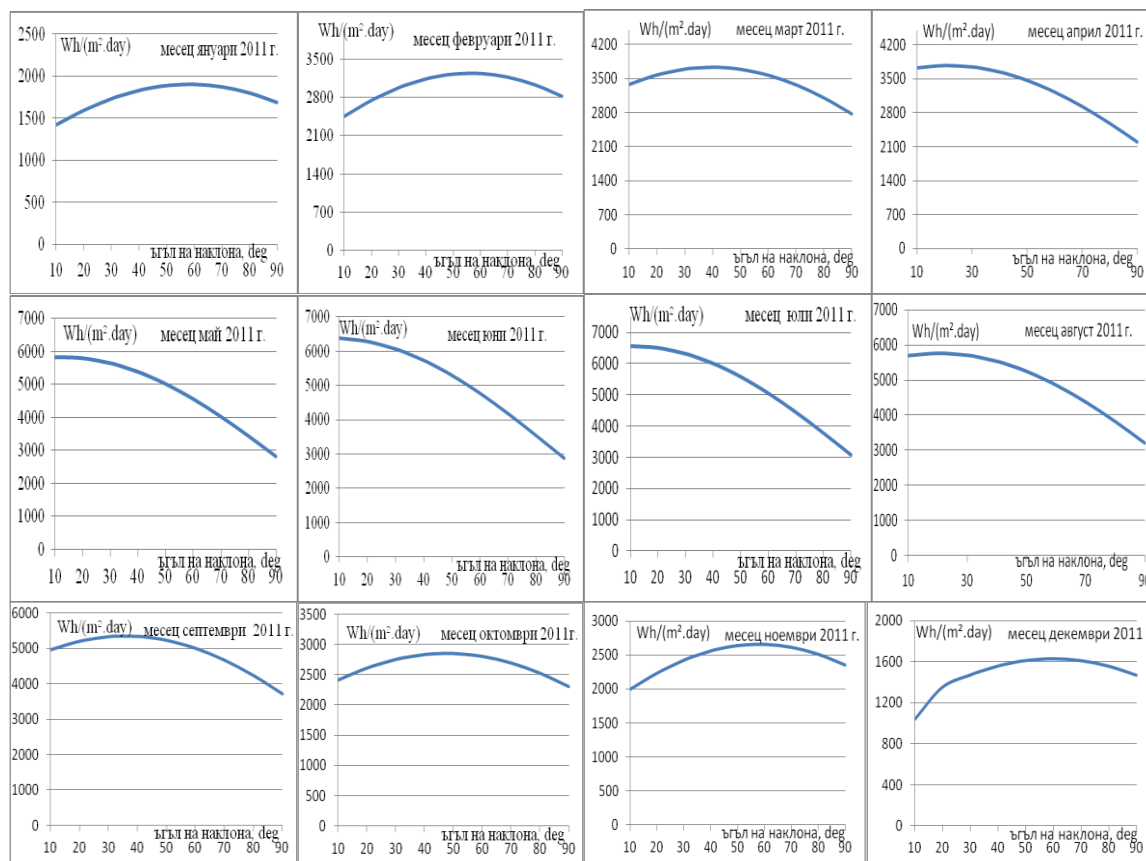 Wh/(m².day) месец януари 2011 г.
2500
2000
1500
1000
500
0
ъгъл на наклона, deg
10 20 30 40 50 60 70 80 90
Wh/(m².day) месец февруари 2011 г.
3500
2800
2100
1400
700
0
ъгъл на наклона, deg
10 20 30 40 50 60 70 80 90
Wh/(m².day) месец март 2011 г.
4200
3500
2800
2100
1400
700
0
ъгъл на наклона, deg
10 20 30 40 50 60 70 80 90
Wh/(m².day) месец април 2011 г.
4200
3500
2800
2100
1400
700
0
ъгъл на наклона, deg
10 30 50 70 90
Wh/(m².day) месец май 2011 г.
7000
6000
5000
4000
3000
2000
1000
0
ъгъл на наклона, deg
10 20 30 40 50 60 70 80 90
Wh/(m².day) месец юни 2011 г.
7000
6000
5000
4000
3000
2000
1000
0
ъгъл на наклона, deg
10 20 30 40 50 60 70 80 90
Wh/(m².day) месец юли 2011 г.
7000
6000
5000
4000
3000
2000
1000
0
ъгъл на наклона, deg
10 20 30 40 50 60 70 80 90
Wh/(m².day) месец август 2011 г.
7000
6000
5000
4000
3000
2000
1000
0
ъгъл на наклона, deg
10 30 50 70 90
Wh/(m².day) месец септември 2011 г.
6000
5000
4000
3000
2000
1000
0
ъгъл на наклона, deg
10 20 30 40 50 60 70 80 90
Wh/(m².day) месец октомври 2011г.
3500
3000
2500
2000
1500
1000
500
0
ъгъл на наклона, deg
10 20 30 40 50 60 70 80 90
Wh/(m².day) месец ноември 2011 г.
3000
2500
2000
1500
1000
500
0
ъгъл на наклона, deg
10 20 30 40 50 60 70 80 90
Wh/(m².day) месец декември 2011
2000
1600
1200
800
400
0
ъгъл на наклона, deg
10 20 30 40 50 60 70 80 90